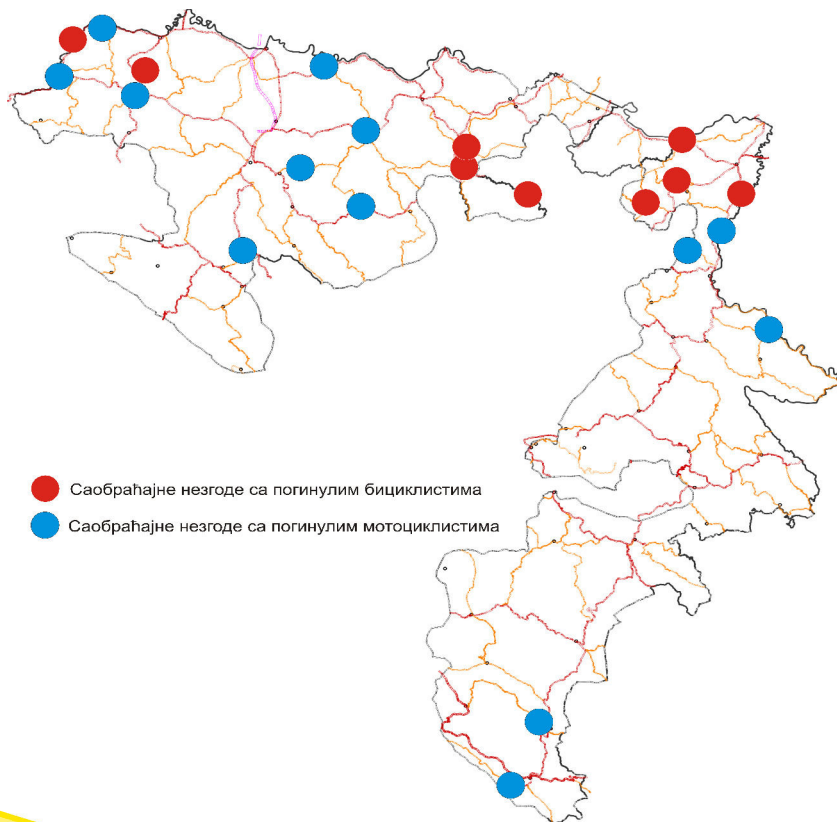 Саобраћајне незгоде са погинулим бициклистима
Саобраћајне незгоде са погинулим мотоциклистима